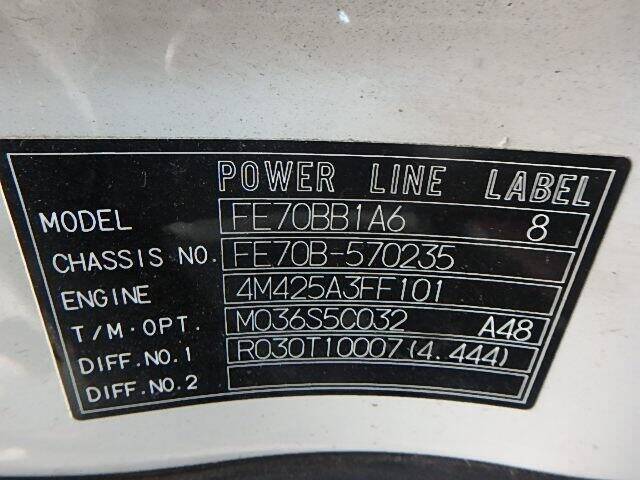 POWER LINE LABEL
MODEL FE70BB1A6 8
CHASSIS NO. FE70B-570235
ENGINE 4M425A3FF101
T/M·OPT. M036S5C032 A48
DIFF.NO.1 R030T10007(4.444)
DIFF.NO.2